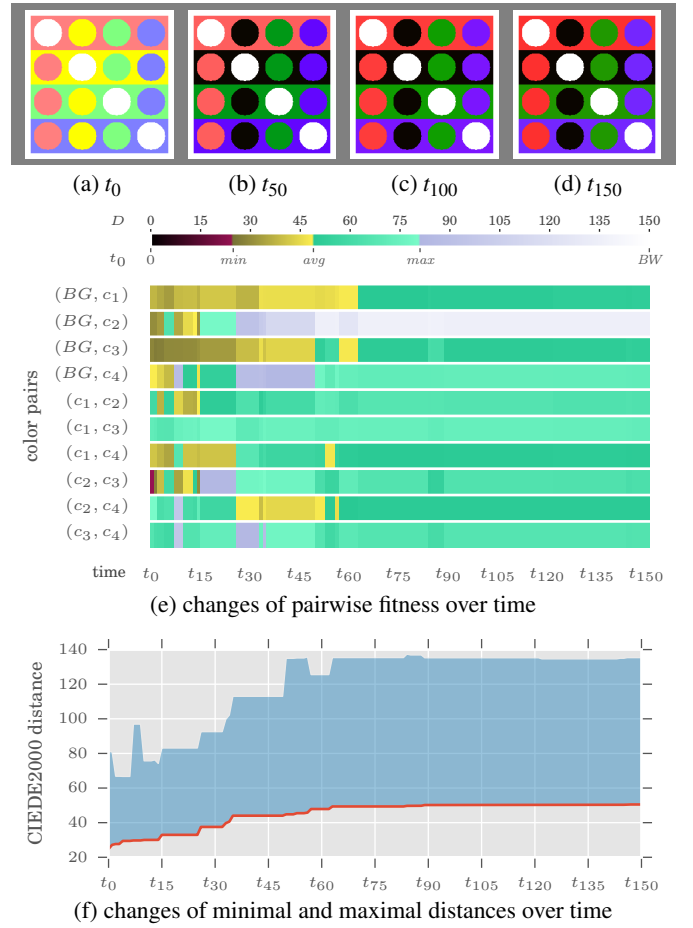 (a) t0 (b) t50 (c) t100 (d) t150
D 0 15 30 45 60 75 90 105 120 135 150
t0 0 min avg max BW
color pairs
(BG, c1)
(BG, c2)
(BG, c3)
(BG, c4)
(c1, c2)
(c1, c3)
(c1, c4)
(c2, c3)
(c2, c4)
(c3, c4)
time t0 t15 t30 t45 t60 t75 t90 t105 t120 t135 t150
(e) changes of pairwise fitness over time
CIEDE2000 distance
140
120
100
80
60
40
20
t0 t15 t30 t45 t60 t75 t90 t105 t120 t135 t150
(f) changes of minimal and maximal distances over time